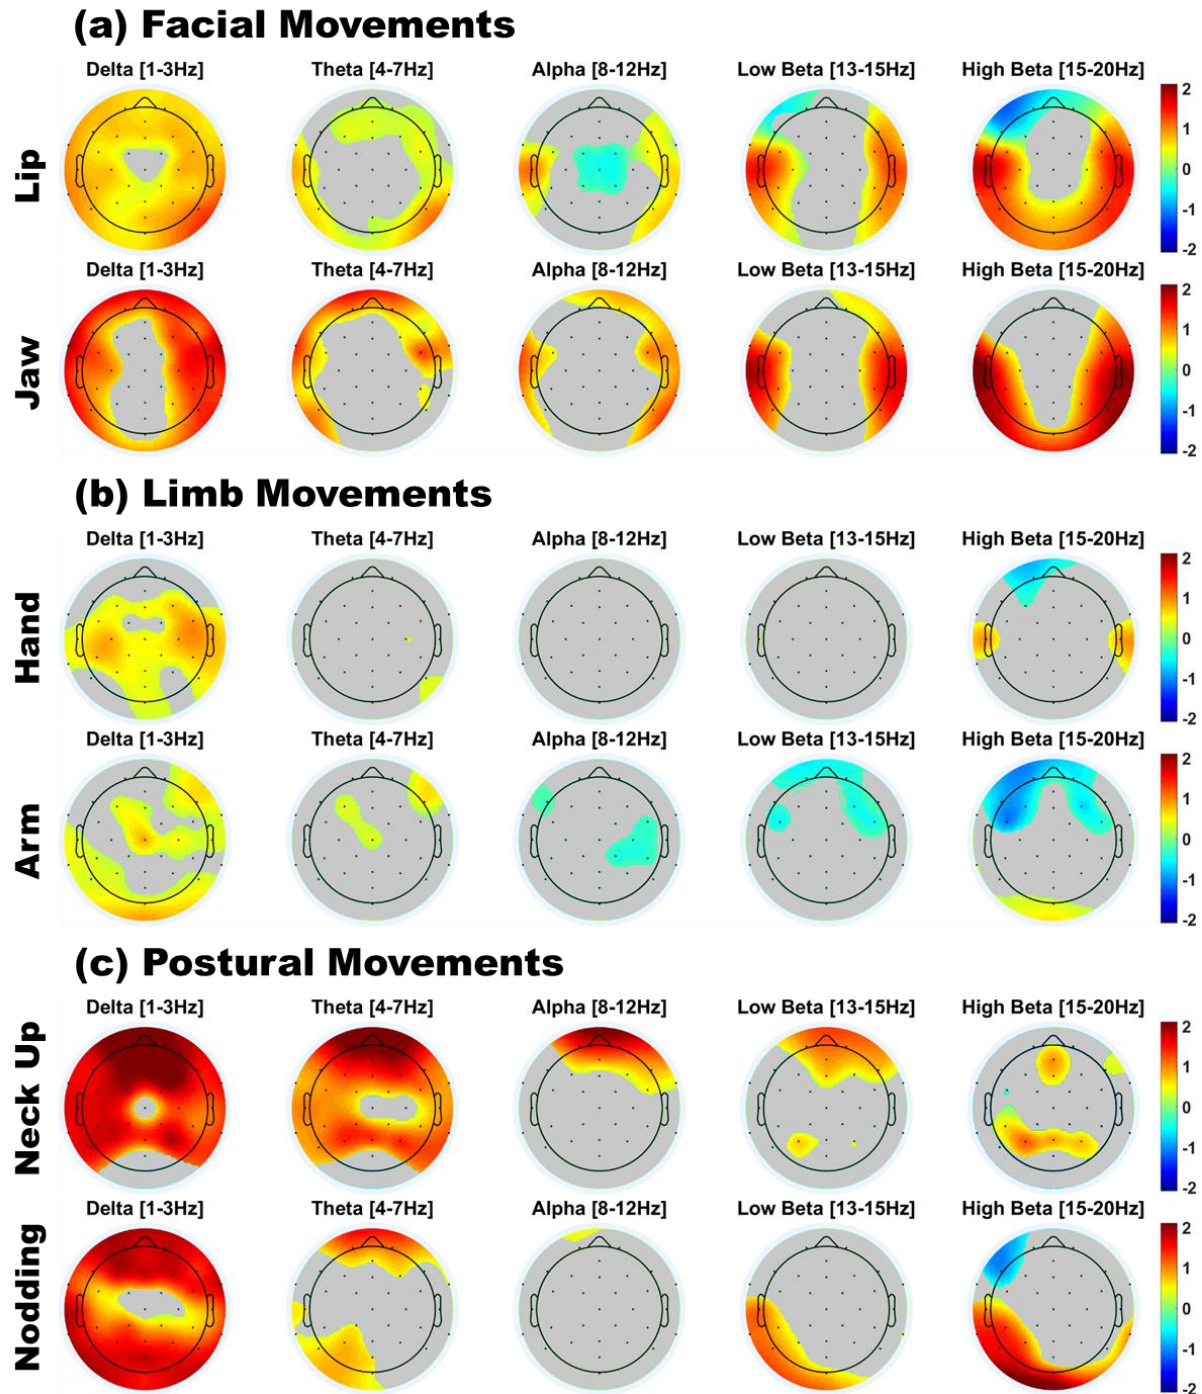 (a) Facial Movements
Delta [1-3Hz] Theta [4-7Hz] Alpha [8-12Hz] Low Beta [13-15Hz] High Beta [15-20Hz]
Lip
2
1
0
-1
-2
Delta [1-3Hz] Theta [4-7Hz] Alpha [8-12Hz] Low Beta [13-15Hz] High Beta [15-20Hz]
Jaw
2
1
0
-1
-2
(b) Limb Movements
Delta [1-3Hz] Theta [4-7Hz] Alpha [8-12Hz] Low Beta [13-15Hz] High Beta [15-20Hz]
Hand
2
1
0
-1
-2
Delta [1-3Hz] Theta [4-7Hz] Alpha [8-12Hz] Low Beta [13-15Hz] High Beta [15-20Hz]
Arm
2
1
0
-1
-2
(c) Postural Movements
Delta [1-3Hz] Theta [4-7Hz] Alpha [8-12Hz] Low Beta [13-15Hz] High Beta [15-20Hz]
Neck Up
2
1
0
-1
-2
Delta [1-3Hz] Theta [4-7Hz] Alpha [8-12Hz] Low Beta [13-15Hz] High Beta [15-20Hz]
Nodding
2
1
0
-1
-2